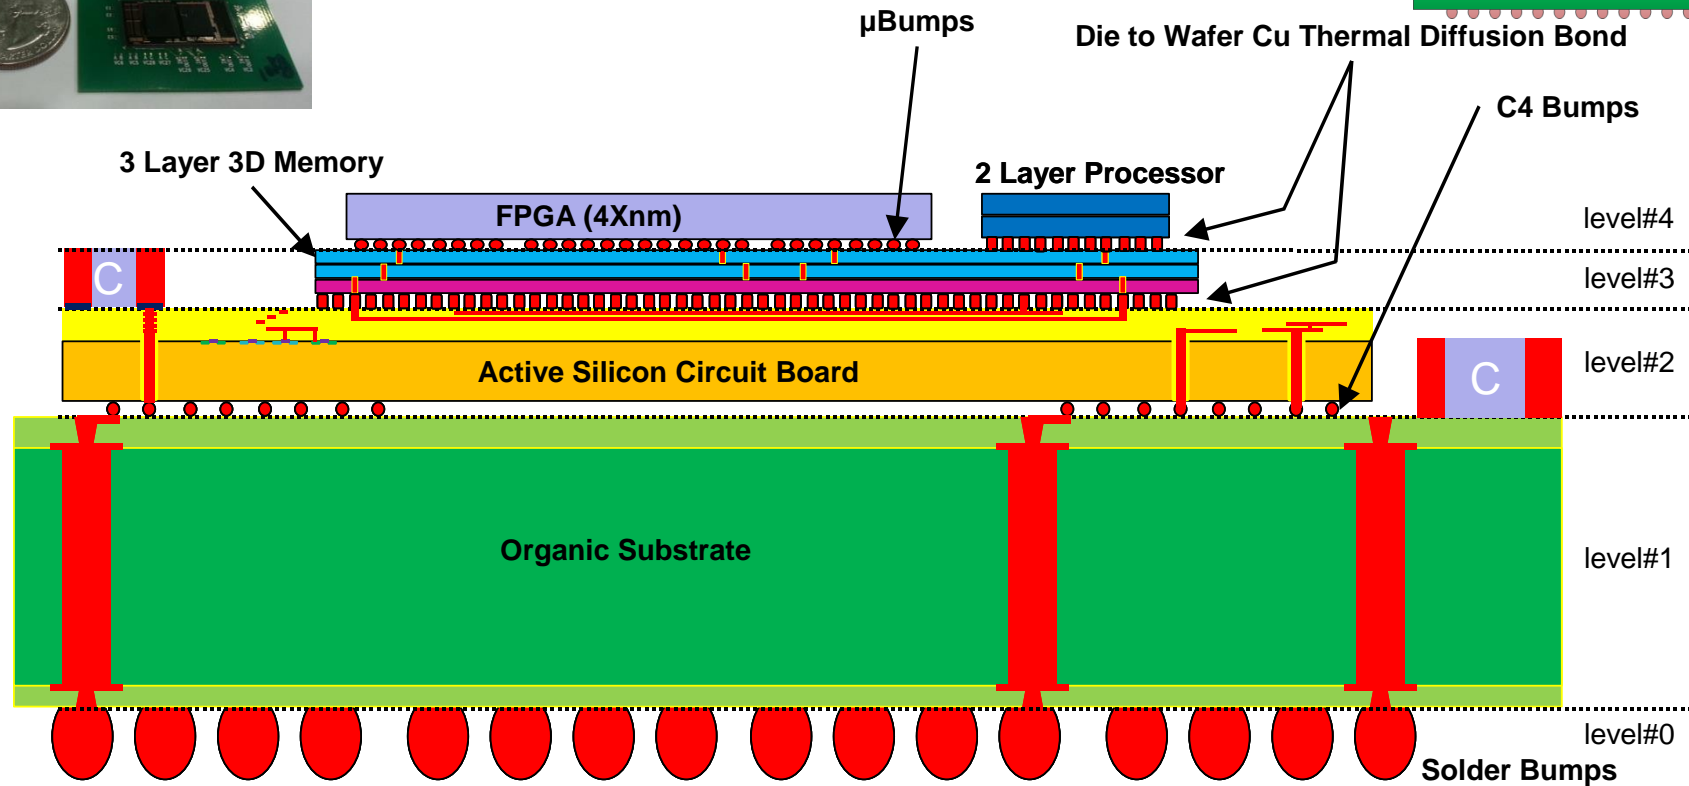 µBumps
Die to Wafer Cu Thermal Diffusion Bond
C4 Bumps
3 Layer 3D Memory
2 Layer Processor
FPGA (4Xnm)
level#4
C
level#3
Active Silicon Circuit Board
C
level#2
Organic Substrate
level#1
level#0
Solder Bumps